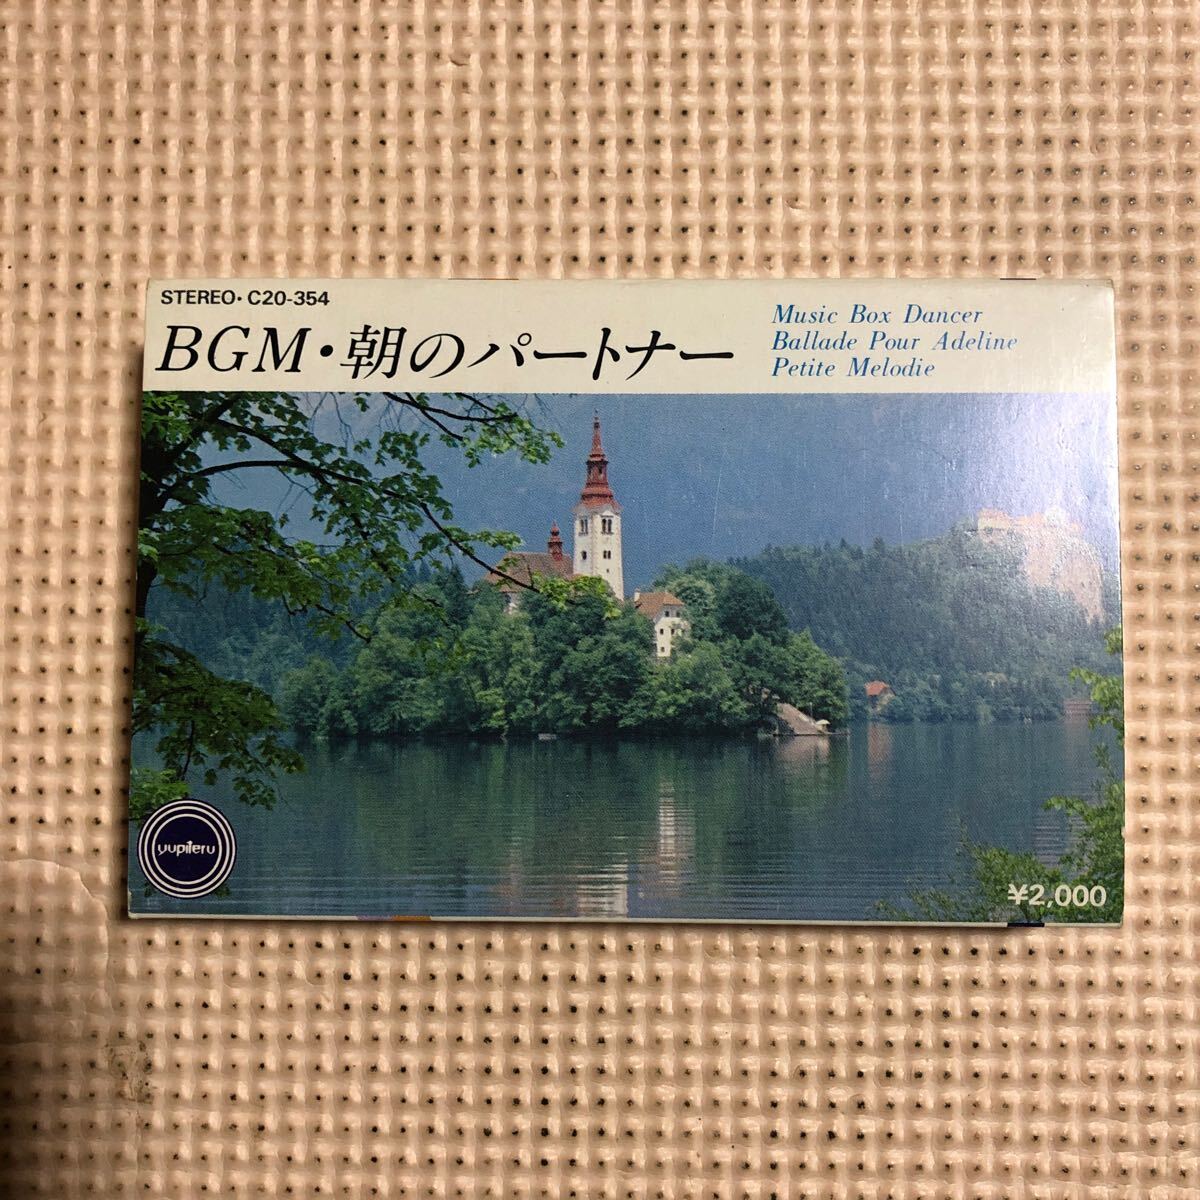 STEREO・C20-354
BGM・朝のパートナー
Music Box Dancer
Ballade Pour Adeline
Petite Melodie
yupiteru
¥2,000